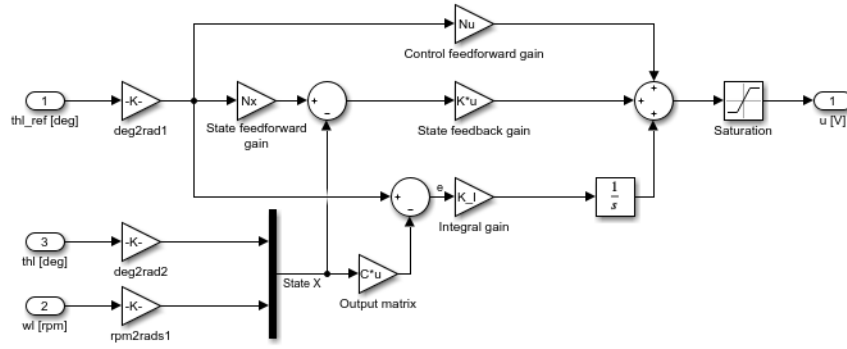 Nu
Control feedforward gain
1
thl_ref [deg]
-K-
deg2rad1
Nx
State feedforward
gain
+
−
K*u
State feedback gain
+
+
+
Saturation
1
u [V]
+
−
e
K_I
Integral gain
1
s
3
thl [deg]
-K-
deg2rad2
State X
C*u
Output matrix
2
wl [rpm]
-K-
rpm2rads1